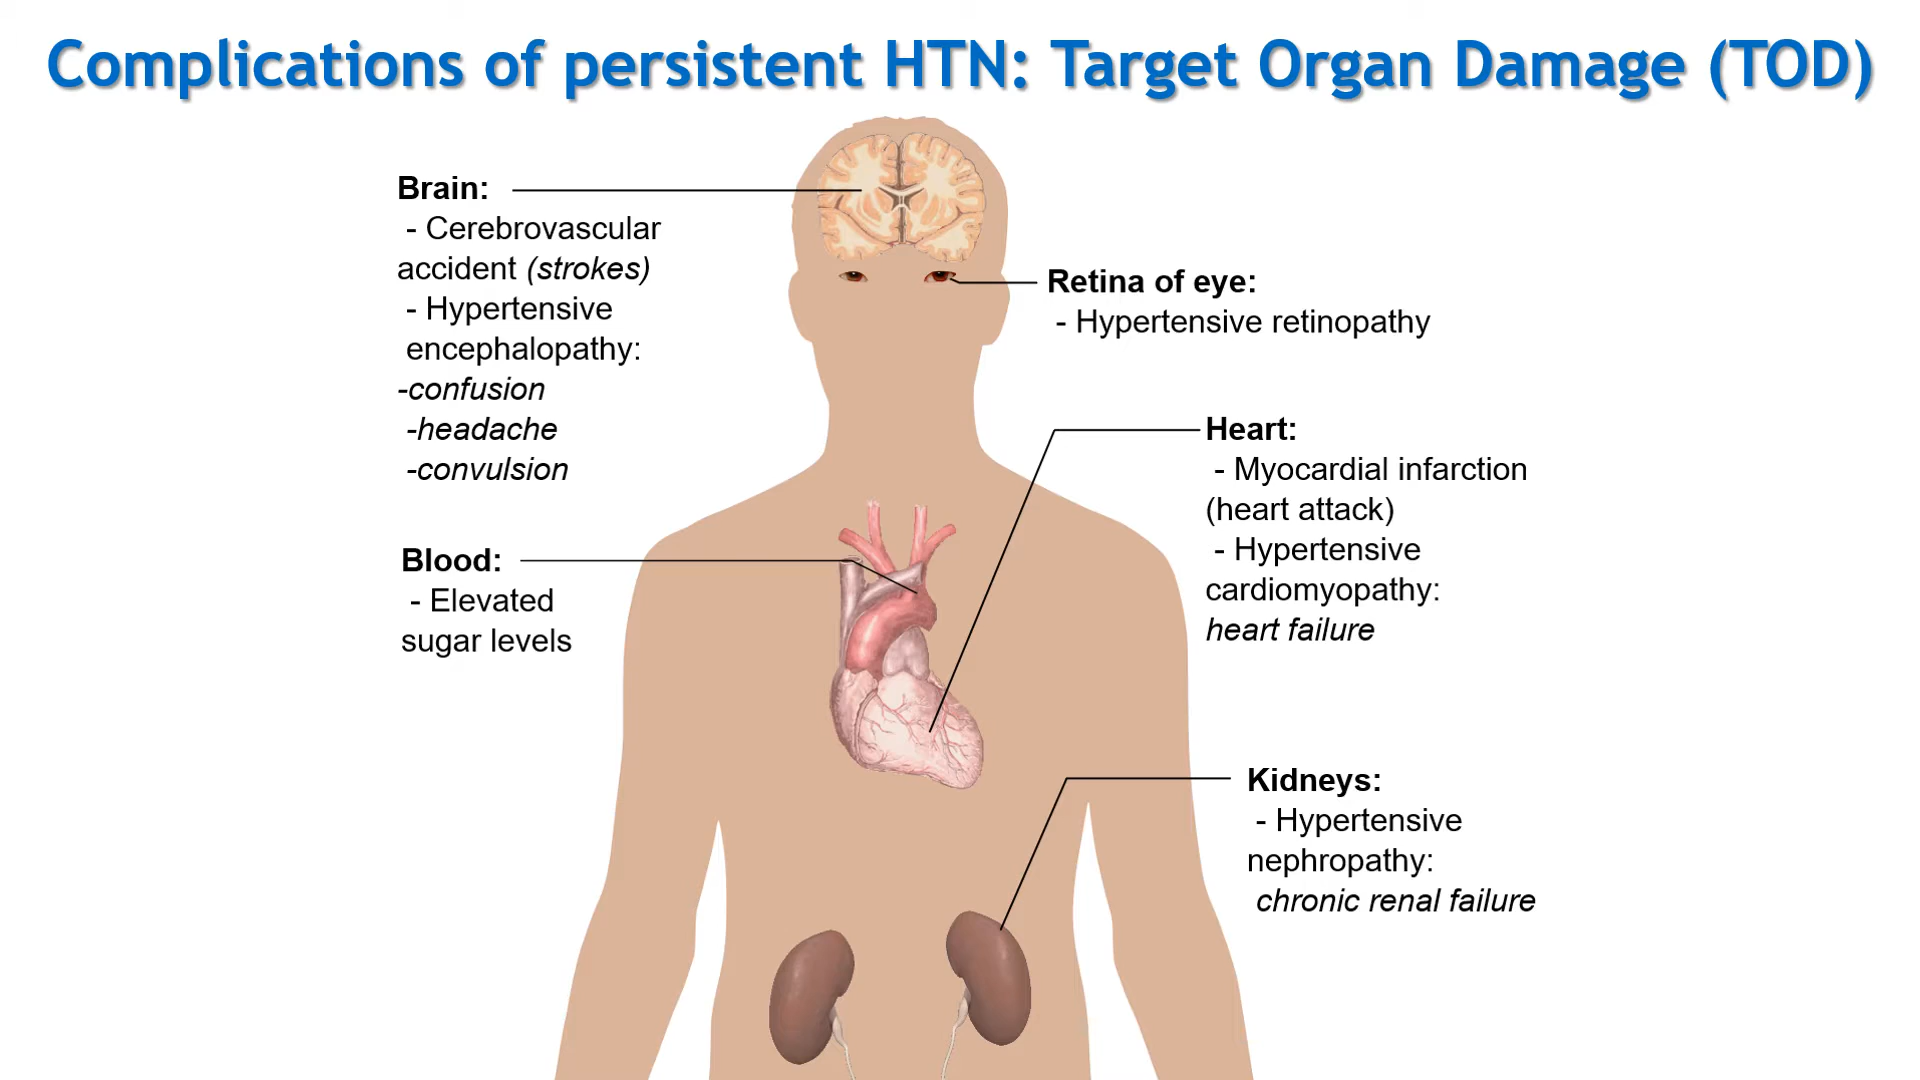 Complications of persistent HTN: Target Organ Damage (TOD)
Brain:
- Cerebrovascular
accident (strokes)
- Hypertensive
encephalopathy:
-confusion
-headache
-convulsion
Blood:
- Elevated
sugar levels
Retina of eye:
- Hypertensive retinopathy
Heart:
- Myocardial infarction
(heart attack)
- Hypertensive
cardiomyopathy:
heart failure
Kidneys:
- Hypertensive
nephropathy:
chronic renal failure